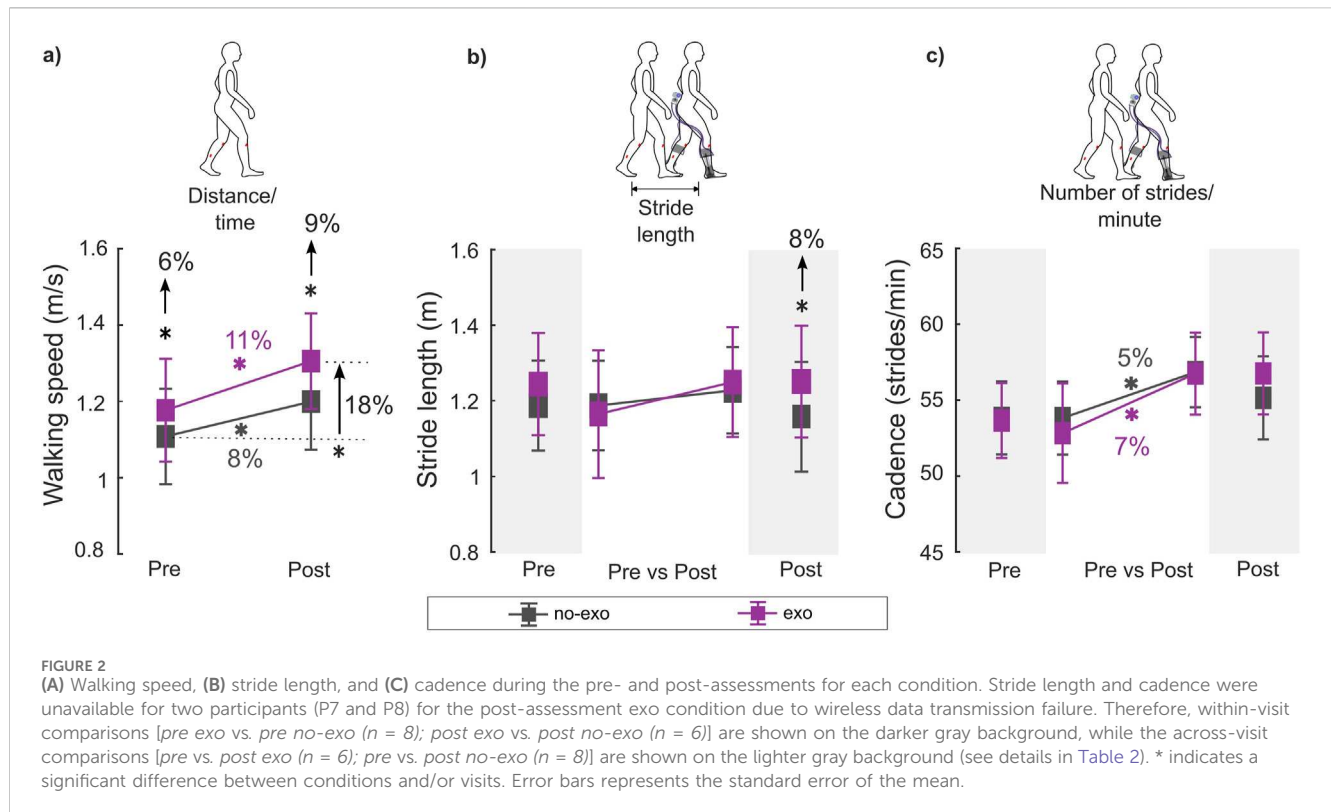 a)
Distance/
time
Walking speed (m/s)
1.6
1.4
1.2
1
0.8
6%
*
11%
*
9%
*
18%
*
*
8%
Pre
Post
b)
Stride
length
Stride length (m)
1.6
1.4
1.2
1
0.8
8%
*
Pre
Pre vs Post
Post
c)
Number of strides/
minute
Cadence (strides/min)
65
60
55
50
45
5%
*
*
7%
Pre
Pre vs Post
Post
no-exo
exo
FIGURE 2
(A) Walking speed, (B) stride length, and (C) cadence during the pre- and post-assessments for each condition. Stride length and cadence were
unavailable for two participants (P7 and P8) for the post-assessment exo condition due to wireless data transmission failure. Therefore, within-visit
comparisons [pre exo vs. pre no-exo (n = 8); post exo vs. post no-exo (n = 6)] are shown on the darker gray background, while the across-visit
comparisons [pre vs. post exo (n = 6); pre vs. post no-exo (n = 8)] are shown on the lighter gray background (see details in Table 2). * indicates a
significant difference between conditions and/or visits. Error bars represents the standard error of the mean.